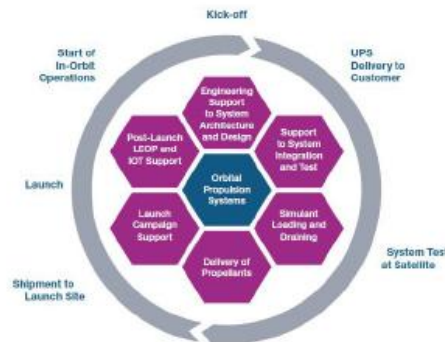 Kick-off
Start of
In-Orbit
Operations
UPS
Delivery to
Customer
Engineering
Support
to System
Architecture
and Design
Post-Launch
LEOP and
IOT Support
Support
to System
Integration
and Test
Orbital
Propulsion
Systems
Launch
Launch
Campaign
Support
Simulant
Loading and
Draining
Delivery of
Propellants
System Test
at Satellite
Shipment to
Launch Site